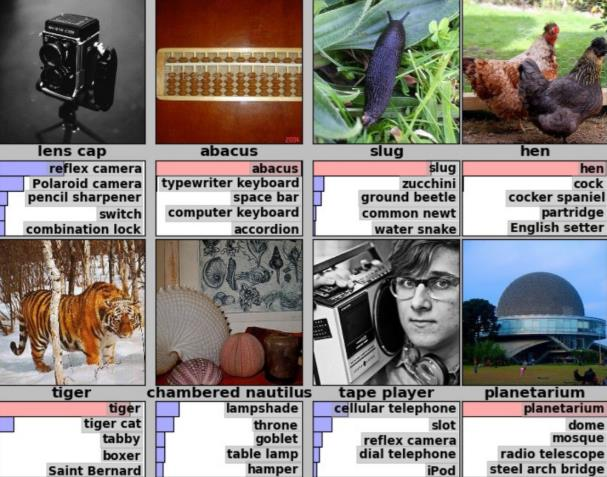 lens cap
reflex camera
Polaroid camera
pencil sharpener
switch
combination lock
abacus
abacus
typewriter keyboard
space bar
computer keyboard
accordion
slug
slug
zucchini
ground beetle
common newt
water snake
hen
hen
cock
cocker spaniel
partridge
English setter
tiger
tiger
tiger cat
tabby
boxer
Saint Bernard
chambered nautilus
lampshade
throne
goblet
table lamp
hamper
tape player
cellular telephone
slot
reflex camera
dial telephone
iPod
planetarium
planetarium
dome
mosque
radio telescope
steel arch bridge